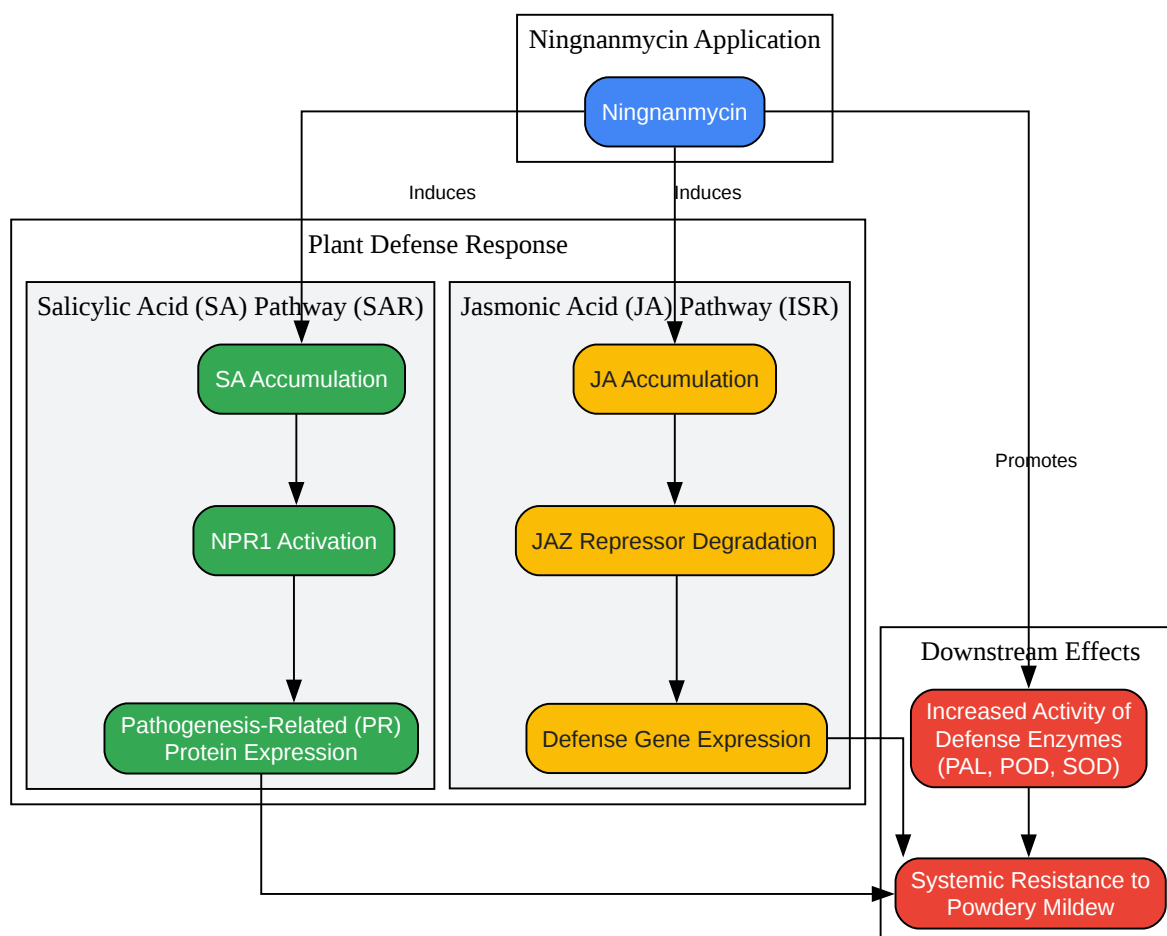 Ningnanmycin Application
Ningnanmycin
Induces
Induces
Plant Defense Response
Salicylic Acid (SA) Pathway (SAR)
Jasmonic Acid (JA) Pathway (ISR)
SA Accumulation
JA Accumulation
Promotes
NPR1 Activation
JAZ Repressor Degradation
Downstream Effects
Pathogenesis-Related (PR)
Protein Expression
Defense Gene Expression
Increased Activity of
Defense Enzymes
(PAL, POD, SOD)
Systemic Resistance to
Powdery Mildew